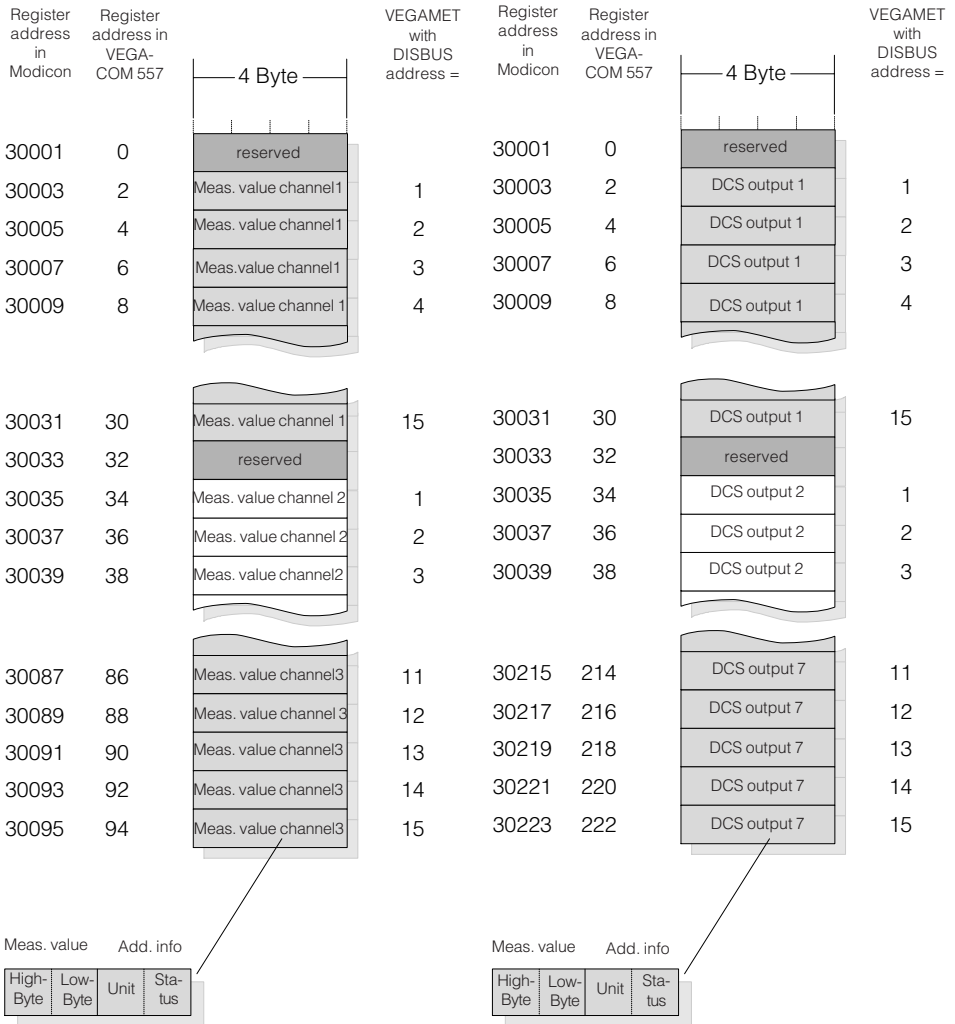 Register address in Modicon
Register address in VEGA-COM 557
4 Byte
VEGAMET with DISBUS address =
30001 0 reserved
30003 2 Meas. value channel1 1
30005 4 Meas. value channel1 2
30007 6 Meas.value channel1 3
30009 8 Meas. value channel 1 4
30031 30 Meas. value channel 1 15
30033 32 reserved
30035 34 Meas. value channel 2 1
30037 36 Meas. value channel 2 2
30039 38 Meas. value channel2 3
30087 86 Meas. value channel3 11
30089 88 Meas. value channel 3 12
30091 90 Meas. value channel3 13
30093 92 Meas. value channel3 14
30095 94 Meas. value channel3 15
Meas. value Add. info
High-Byte Low-Byte Unit Sta-tus
Register address in Modicon
Register address in VEGA-COM 557
4 Byte
VEGAMET with DISBUS address =
30001 0 reserved
30003 2 DCS output 1 1
30005 4 DCS output 1 2
30007 6 DCS output 1 3
30009 8 DCS output 1 4
30031 30 DCS output 1 15
30033 32 reserved
30035 34 DCS output 2 1
30037 36 DCS output 2 2
30039 38 DCS output 2 3
30215 214 DCS output 7 11
30217 216 DCS output 7 12
30219 218 DCS output 7 13
30221 220 DCS output 7 14
30223 222 DCS output 7 15
Meas. value Add. info
High-Byte Low-Byte Unit Sta-tus